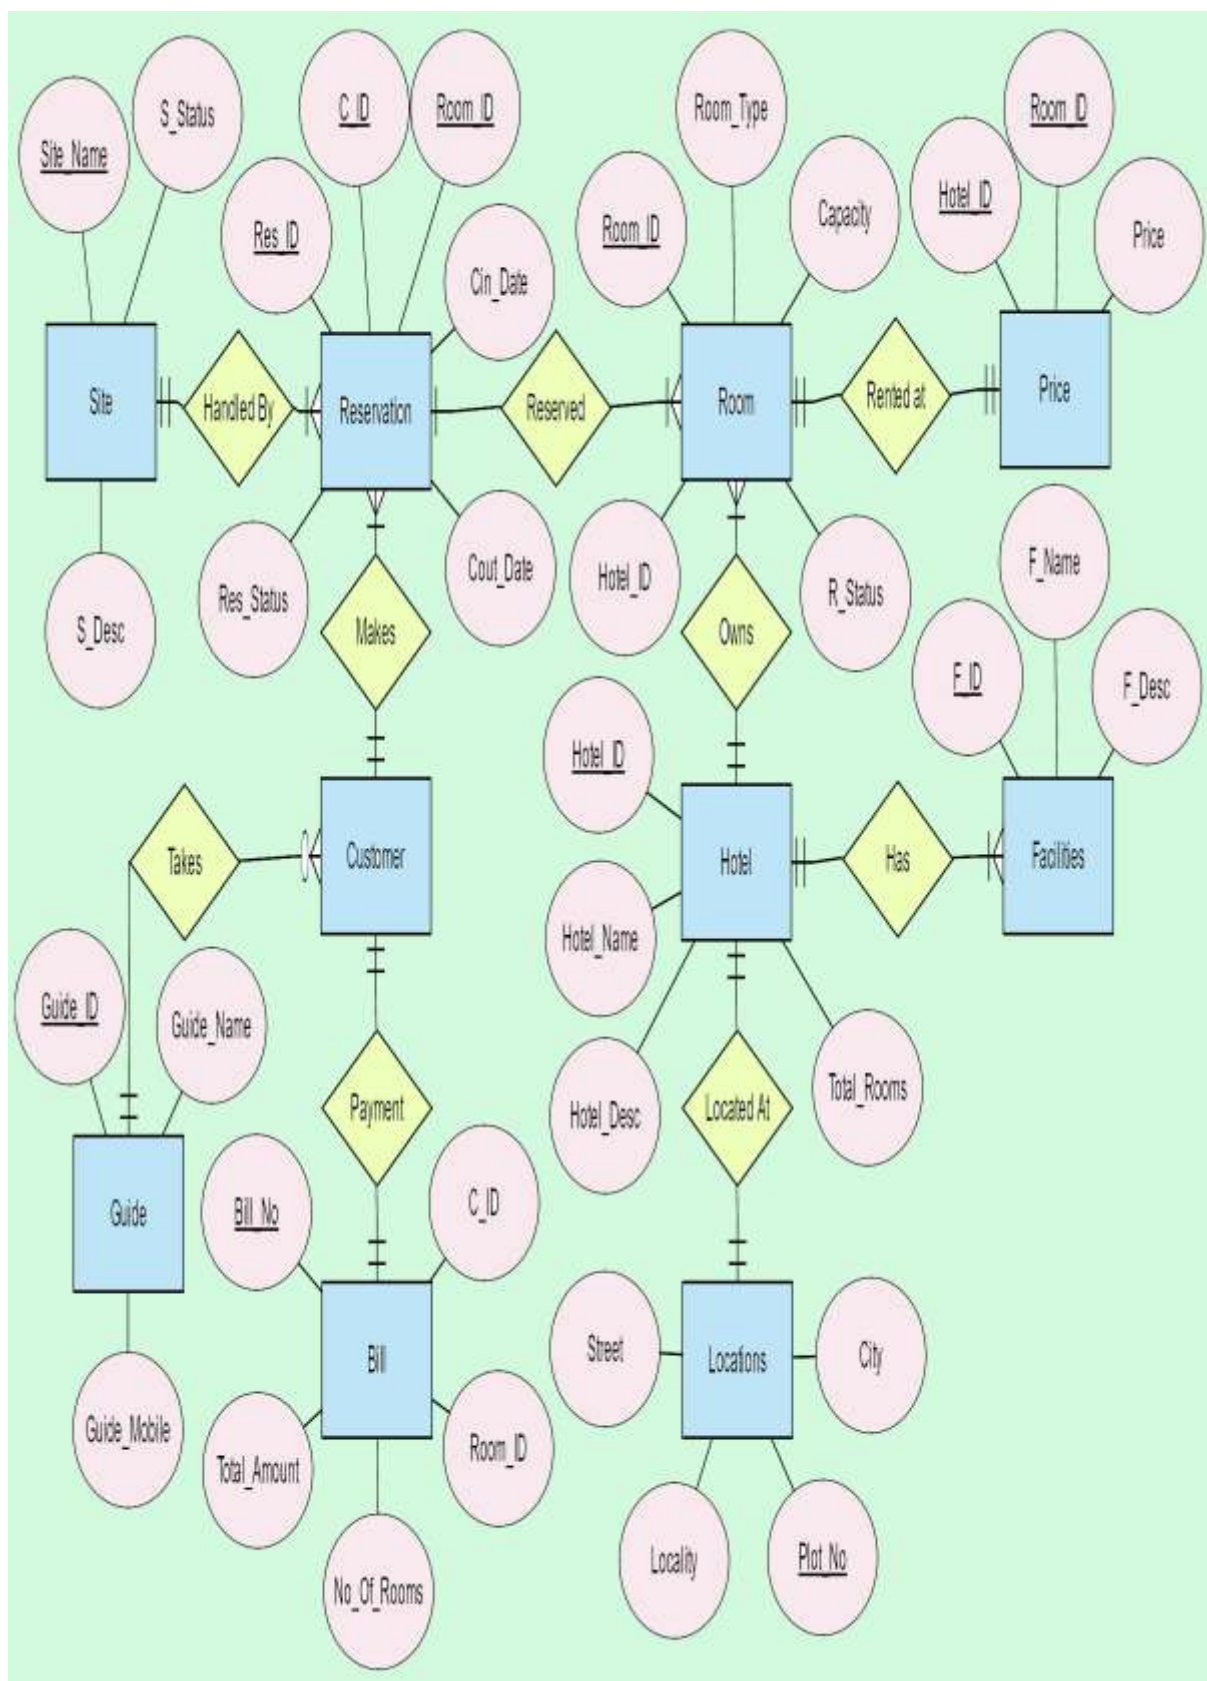 S_Status
C_ID
Room_ID
Room_Type
Room_ID
Site_Name
Hotel_ID
Capacity
Res_ID
Room_ID
Price
Cin_Date
Site
Handled By
Reservation
Reserved
Room
Rented at
Price
Res_Status
Cout_Date
Hotel_ID
R_Status
F_Name
S_Desc
Makes
Owns
F_ID
F_Desc
Hotel_ID
Takes
Customer
Hotel
Has
Facilities
Hotel_Name
Guide_ID
Guide_Name
Hotel_Desc
Total_Rooms
Payment
Located At
Guide
Bill_No
C_ID
Street
Bill
Locations
City
Guide_Mobile
Total_Amount
Room_ID
Locality
Plot_No
No_Of_Rooms